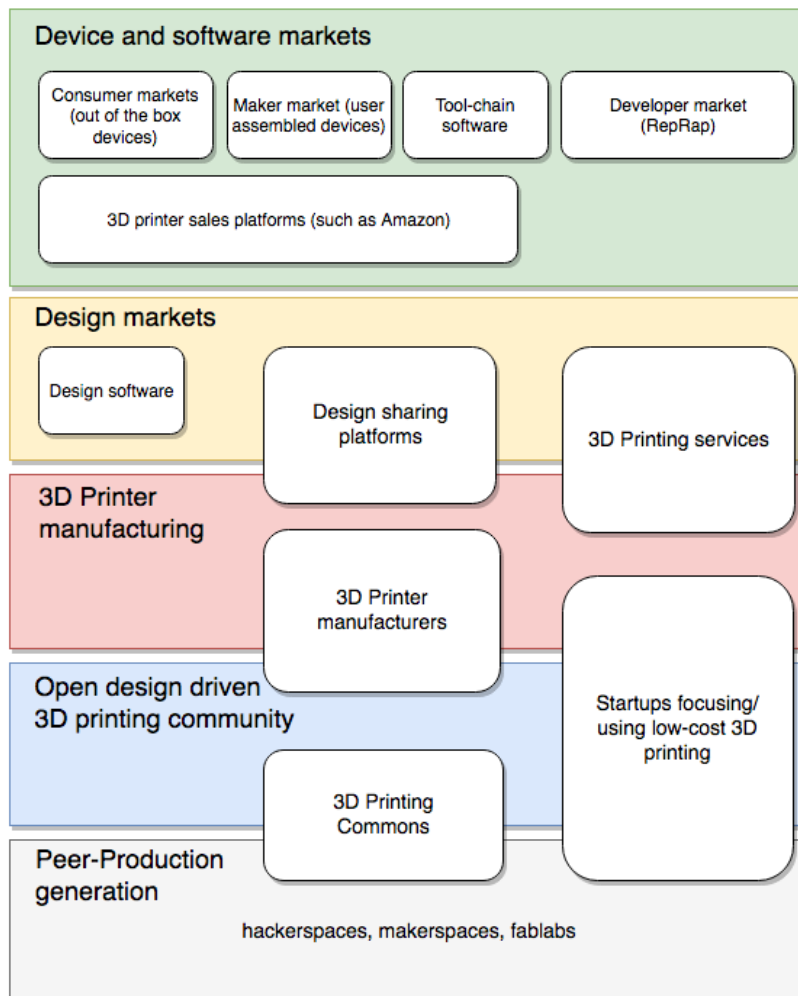 Device and software markets
Consumer markets
(out of the box
devices)
Maker market (user
assembled devices)
Tool-chain
software
Developer market
(RepRap)
3D printer sales platforms (such as Amazon)
Design markets
Design software
Design sharing
platforms
3D Printing services
3D Printer
manufacturing
3D Printer
manufacturers
Open design driven
3D printing community
Startups focusing/
using low-cost 3D
printing
3D Printing
Commons
Peer-Production
generation
hackerspaces, makerspaces, fablabs